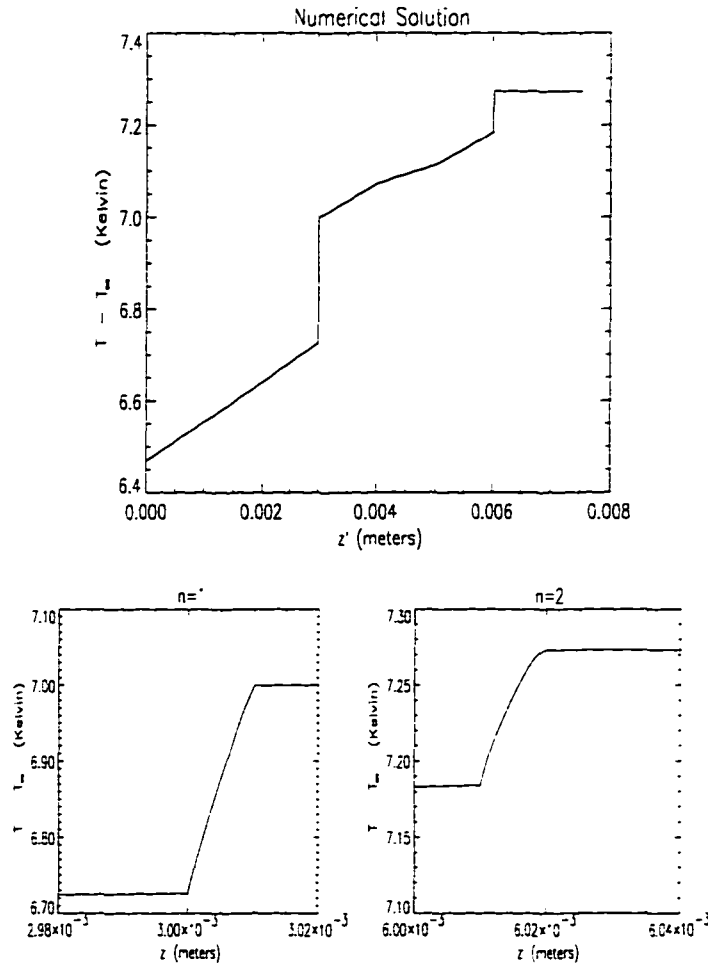 Numerical Solution
T - T∞ (Kelvin)
7.4
7.2
7.0
6.8
6.6
6.4
0.000 0.002 0.004 0.006 0.008
z' (meters)
n=1
T T∞ (Kelvin)
7.10
7.00
6.90
6.80
6.70
2.98×10⁻³ 3.00×10⁻³ 3.02×10⁻³
z (meters)
n=2
T T∞ (Kelvin)
7.30
7.25
7.20
7.15
7.10
6.00×10⁻³ 6.02×10⁻³ 6.04×10⁻³
z (meters)